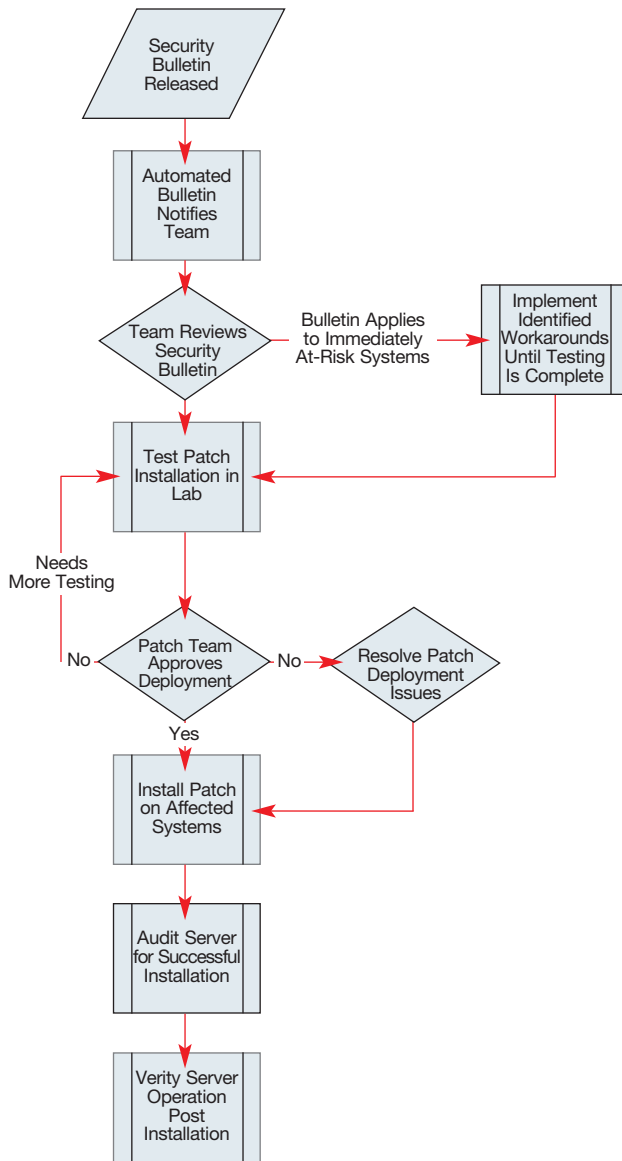 Security
Bulletin
Released
Automated
Bulletin
Notifies
Team
Team Reviews
Security
Bulletin
Bulletin Applies
to Immediately
At-Risk Systems
Implement
Identified
Workarounds
Until Testing
Is Complete
Test Patch
Installation in
Lab
Needs
More Testing
No
Patch Team
Approves
Deployment
No
Resolve Patch
Deployment
Issues
Yes
Install Patch
on Affected
Systems
Audit Server
for Successful
Installation
Verity Server
Operation
Post
Installation